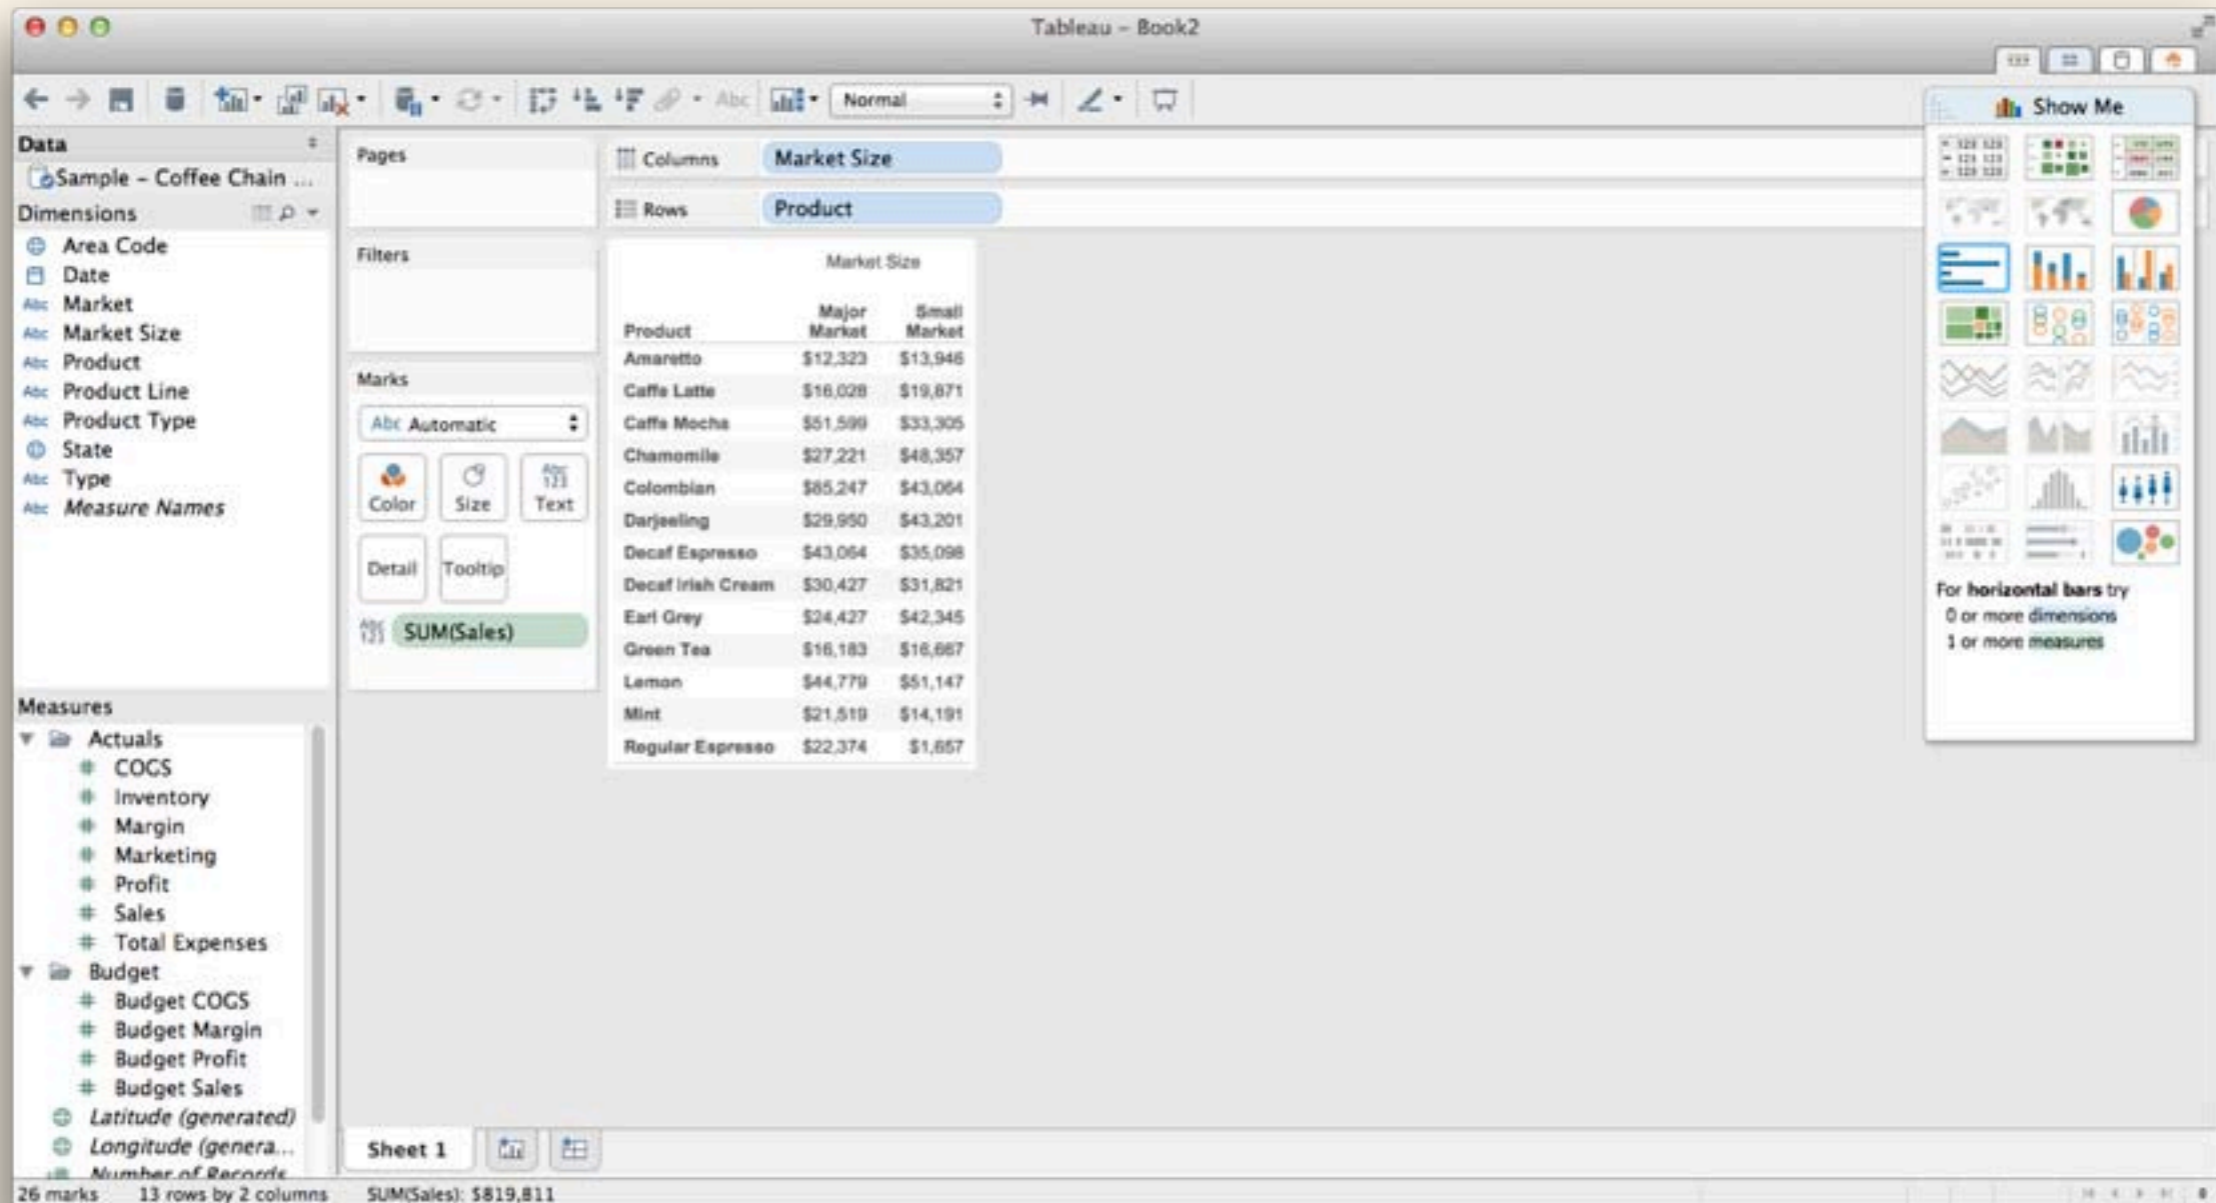 Tableau - Book2
Normal
Abc
Show Me
Data
Sample - Coffee Chain ...
Dimensions
Area Code
Date
Abc Market
Abc Market Size
Abc Product
Abc Product Line
Abc Product Type
State
Abc Type
Abc Measure Names
Measures
Actuals
# COGS
# Inventory
# Margin
# Marketing
# Profit
# Sales
# Total Expenses
Budget
# Budget COGS
# Budget Margin
# Budget Profit
# Budget Sales
Latitude (generated)
Longitude (genera...
Number of Records
Pages
Filters
Marks
Abc Automatic
Color Size Text
Detail Tooltip
SUM(Sales)
Columns Market Size
Rows Product
Market Size
Product Major Market Small Market
Amaretto $12,323 $13,946
Caffe Latte $16,028 $19,871
Caffe Mocha $51,599 $33,305
Chamomile $27,221 $48,357
Colombian $85,247 $43,064
Darjeeling $29,950 $43,201
Decaf Espresso $43,064 $35,098
Decaf Irish Cream $30,427 $31,821
Earl Grey $24,427 $42,345
Green Tea $16,183 $16,667
Lemon $44,779 $51,147
Mint $21,519 $14,191
Regular Espresso $22,374 $1,657
For horizontal bars try
0 or more dimensions
1 or more measures
Sheet 1
26 marks 13 rows by 2 columns SUM(Sales): $819,811